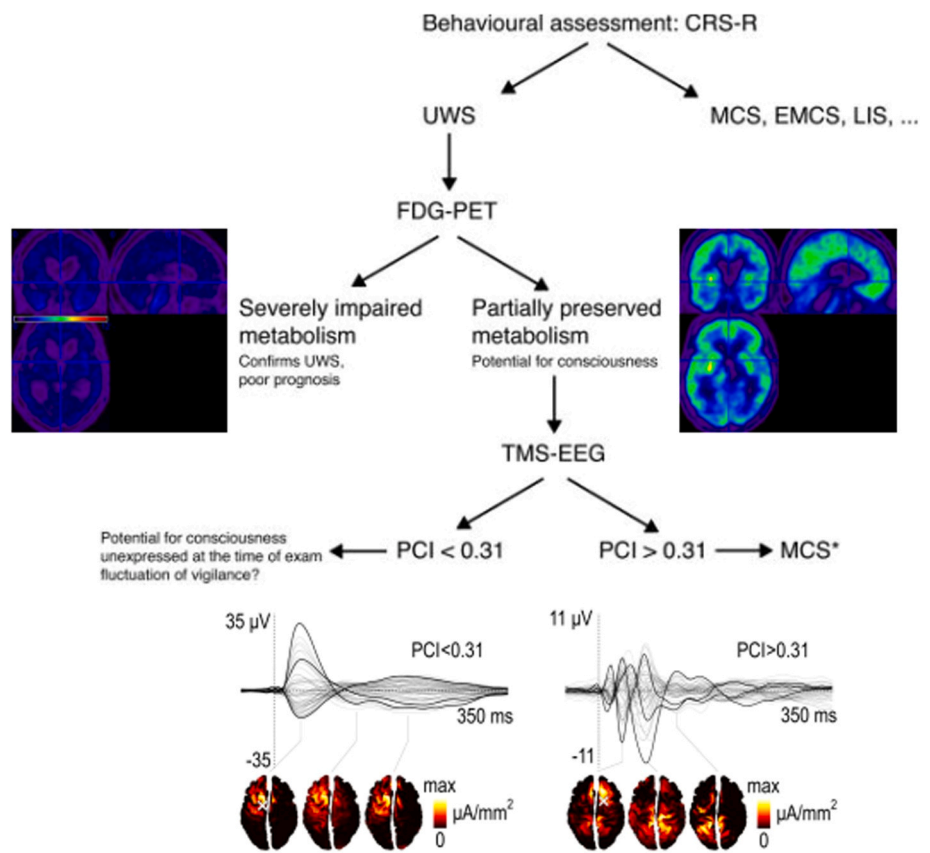 Behavioural assessment: CRS-R
UWS
MCS, EMCS, LIS, ...
FDG-PET
Severely impaired
metabolism
Confirms UWS,
poor prognosis
Partially preserved
metabolism
Potential for consciousness
TMS-EEG
Potential for consciousness
unexpressed at the time of exam
fluctuation of vigilance?
PCI < 0.31
PCI > 0.31
MCS*
35 µV
PCI<0.31
350 ms
-35
max
µA/mm²
0
11 µV
PCI>0.31
350 ms
-11
max
µA/mm²
0